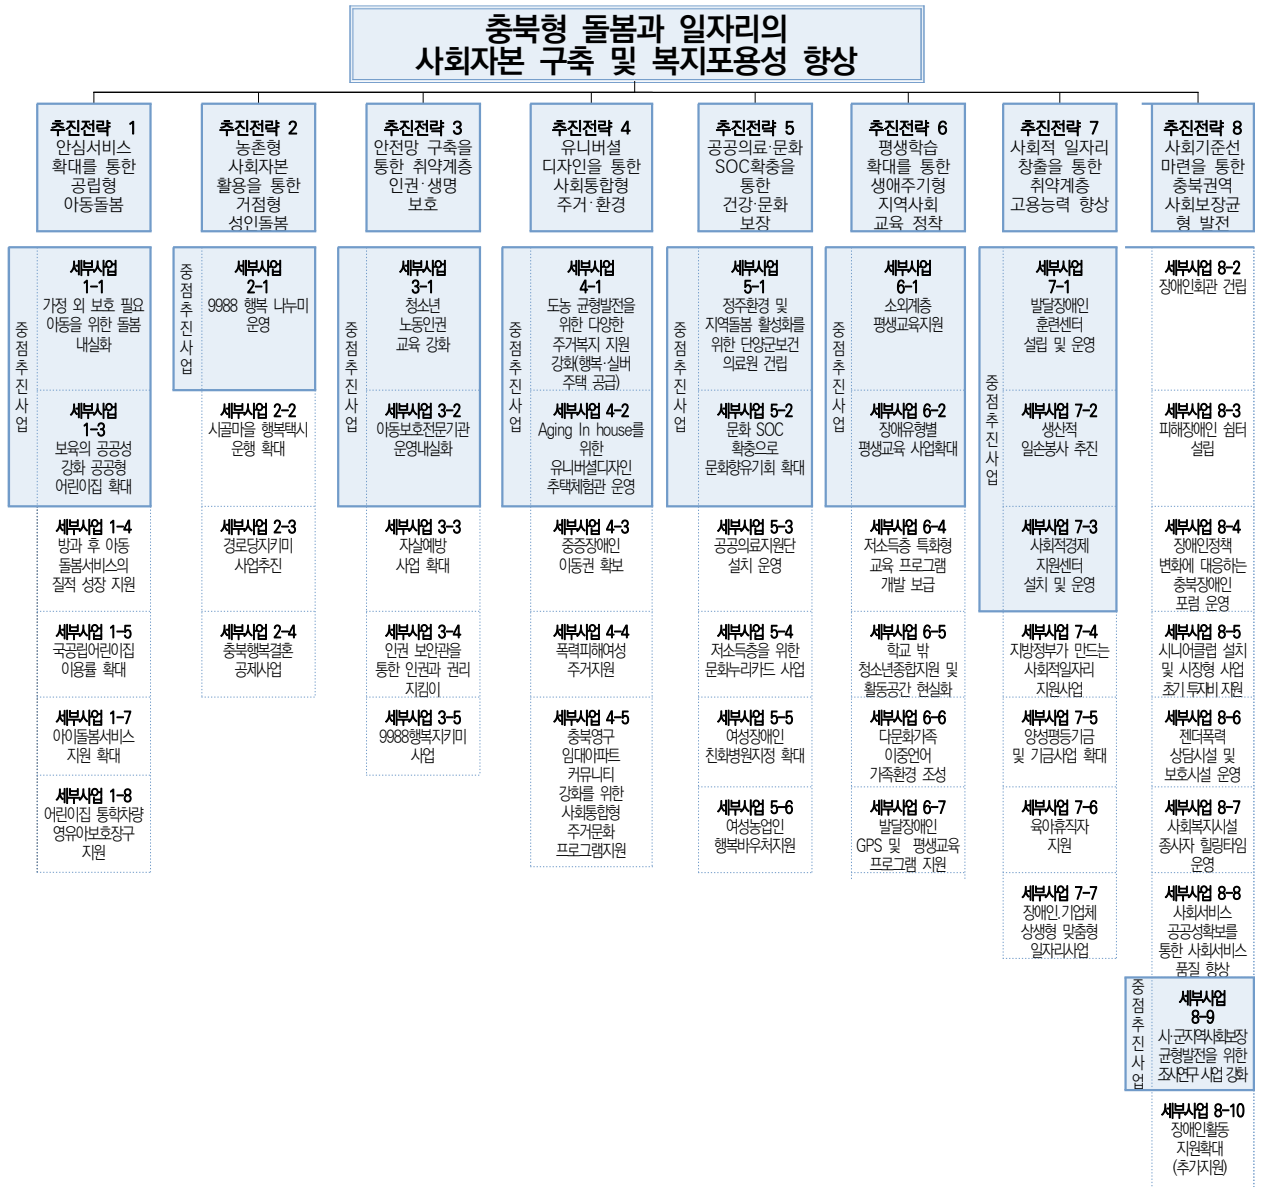 충북형 돌봄과 일자리의
사회자본 구축 및 복지포용성 향상
추진전략 1
안심서비스
확대를 통한
공립형
아동돌봄
중점추진사업
세부사업
1-1
가정 외 보호 필요
아동을 위한 돌봄
내실화
세부사업
1-3
보육의 공공성
강화 공공형
어린이집 확대
세부사업 1-4
방과 후 아동
돌봄서비스의
질적 성장 지원
세부사업 1-5
국공립어린이집
이용률 확대
세부사업 1-7
아이돌봄서비스
지원 확대
세부사업 1-8
어린이집 통학차량
영유아보호장구
지원
추진전략 2
농촌형
사회자본
활용을 통한
거점형
성인돌봄
중점추진사업
세부사업
2-1
9988 행복 나누미
운영
세부사업 2-2
시골마을 행복택시
운행 확대
세부사업 2-3
경로당지키미
사업추진
세부사업 2-4
충북행복결혼
공제사업
추진전략 3
안전망 구축을
통한 취약계층
인권·생명
보호
중점추진사업
세부사업
3-1
청소년
노동인권
교육 강화
세부사업 3-2
아동보호전문기관
운영내실화
세부사업 3-3
자살예방
사업 확대
세부사업 3-4
인권 보안관을
통한 인권과 권리
지킴이
세부사업 3-5
9988행복지키미
사업
추진전략 4
유니버셜
디자인을 통한
사회통합형
주거·환경
중점추진사업
세부사업
4-1
도농 균형발전을
위한 다양한
주거복지 지원
강화(행복·실버
주택 공급)
세부사업 4-2
Aging In house를
위한
유니버셜디자인
주택체험관 운영
세부사업 4-3
중증장애인
이동권 확보
세부사업 4-4
폭력피해여성
주거지원
세부사업 4-5
충북영구
임대아파트
커뮤니티
강화를 위한
사회통합형
주거문화
프로그램지원
추진전략 5
공공의료·문화
SOC확충을
통한
건강·문화
보장
중점추진사업
세부사업
5-1
정주환경 및
지역돌봄 활성화를
위한 단양군보건
의료원 건립
세부사업 5-2
문화 SOC
확충으로
문화향유기회 확대
세부사업 5-3
공공의료지원단
설치 운영
세부사업 5-4
저소득층을 위한
문화누리카드 사업
세부사업 5-5
여성장애인
친화병원지정 확대
세부사업 5-6
여성농업인
행복바우처지원
추진전략 6
평생학습
확대를 통한
생애주기형
지역사회
교육 정착
중점추진사업
세부사업
6-1
소외계층
평생교육지원
세부사업 6-2
장애유형별
평생교육 사업확대
세부사업 6-4
저소득층 특화형
교육 프로그램
개발 보급
세부사업 6-5
학교 밖
청소년종합지원 및
활동공간 현실화
세부사업 6-6
다문화가족
이중언어
가족환경 조성
세부사업 6-7
발달장애인
GPS 및 평생교육
프로그램 지원
추진전략 7
사회적 일자리
창출을 통한
취약계층
고용능력 향상
중점추진사업
세부사업
7-1
발달장애인
훈련센터
설립 및 운영
세부사업 7-2
생산적
일손봉사 추진
세부사업 7-3
사회적경제
지원센터
설치 및 운영
세부사업 7-4
지방정부가 만드는
사회적일자리
지원사업
세부사업 7-5
양성평등기금
및 기금사업 확대
세부사업 7-6
육아휴직자
지원
세부사업 7-7
장애인.기업체
상생형 맞춤형
일자리사업
추진전략 8
사회기준선
마련을 통한
충북권역
사회보장균
형 발전
세부사업 8-2
장애인회관 건립
세부사업 8-3
피해장애인 쉼터
설립
세부사업 8-4
장애인정책
변화에 대응하는
충북장애인
포럼 운영
세부사업 8-5
시니어클럽 설치
및 시장형 사업
초기 투자비 지원
세부사업 8-6
젠더폭력
상담시설 및
보호시설 운영
세부사업 8-7
사회복지시설
종사자 힐링타임
운영
세부사업 8-8
사회서비스
공공성확보를
통한 사회서비스
품질 향상
중점추진사업
세부사업
8-9
시·군지역사회보장
균형발전을 위한
조사연구 사업 강화
세부사업 8-10
장애인활동
지원확대
(추가지원)